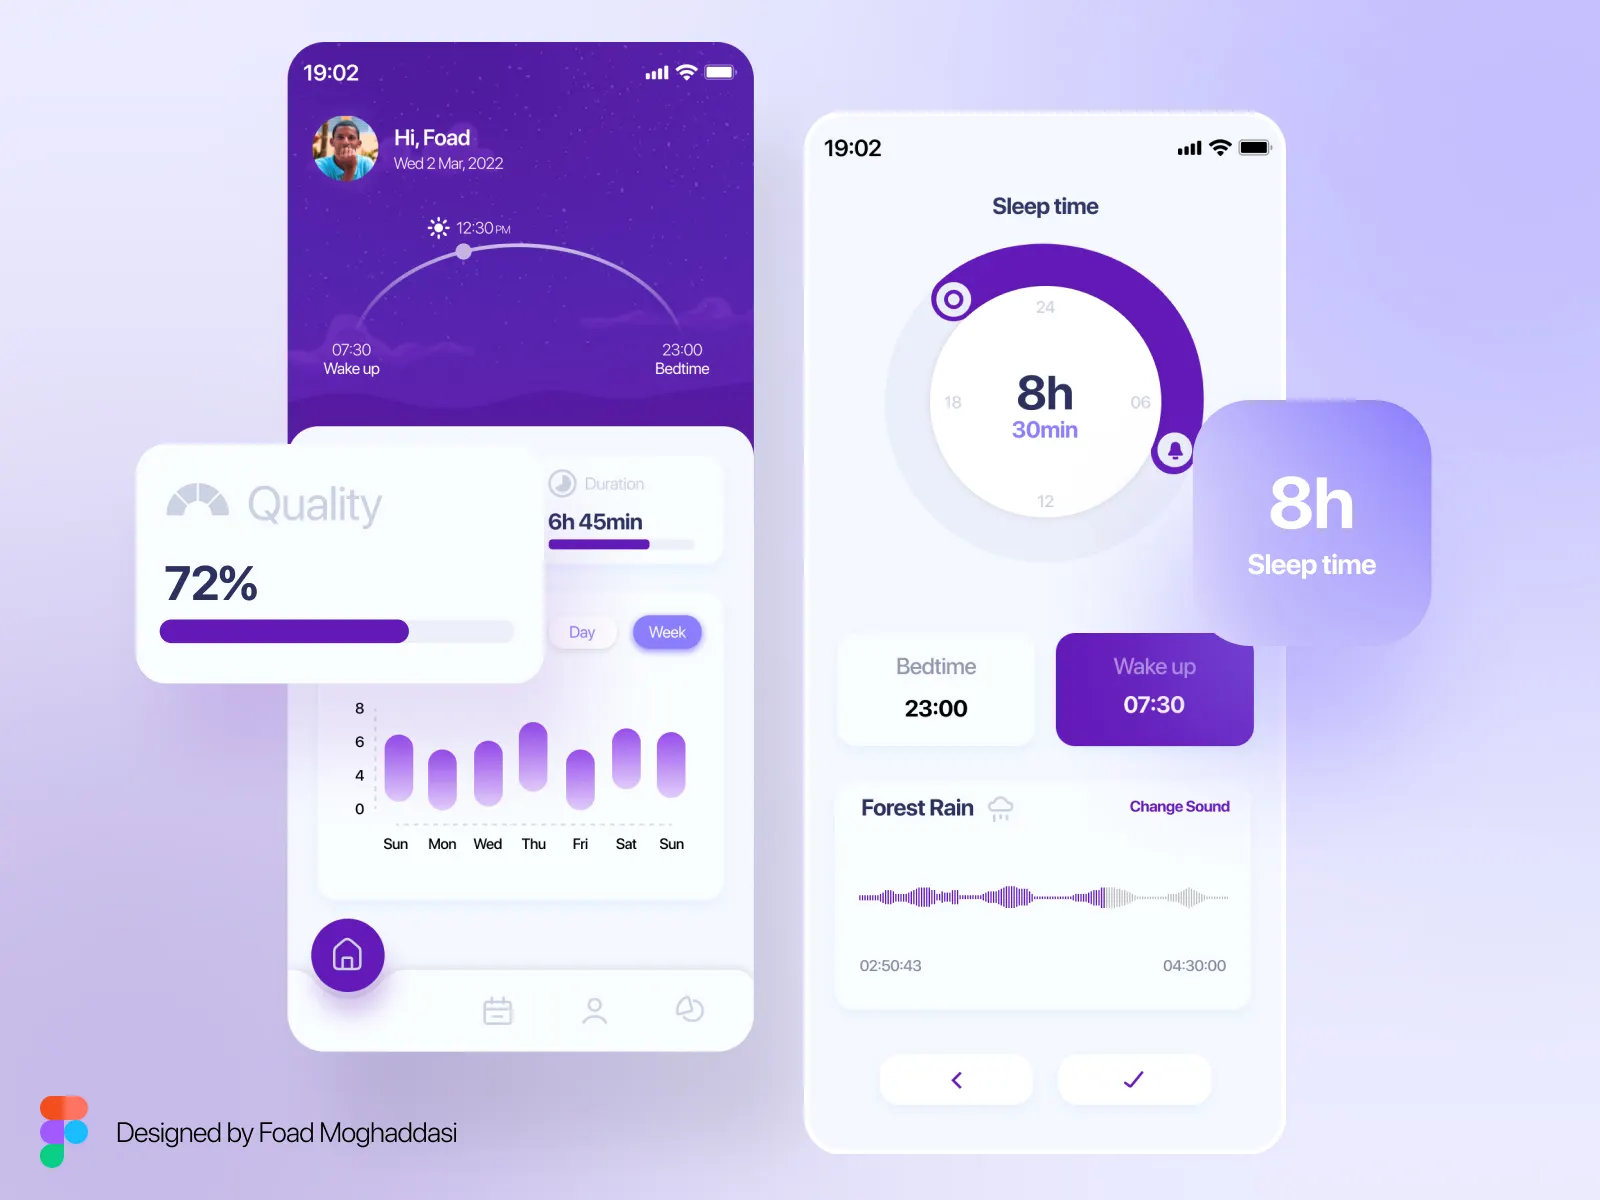 19:02
Hi, Foad
Wed 2 Mar, 2022
12:30 PM
07:30
Wake up
23:00
Bedtime
Quality
72%
Duration
6h 45min
Day
Week
8
6
4
0
Sun Mon Wed Thu Fri Sat Sun
19:02
Sleep time
24
18
06
12
8h
30min
8h
Sleep time
Bedtime
23:00
Wake up
07:30
Forest Rain
Change Sound
02:50:43
04:30:00
Designed by Foad Moghaddasi